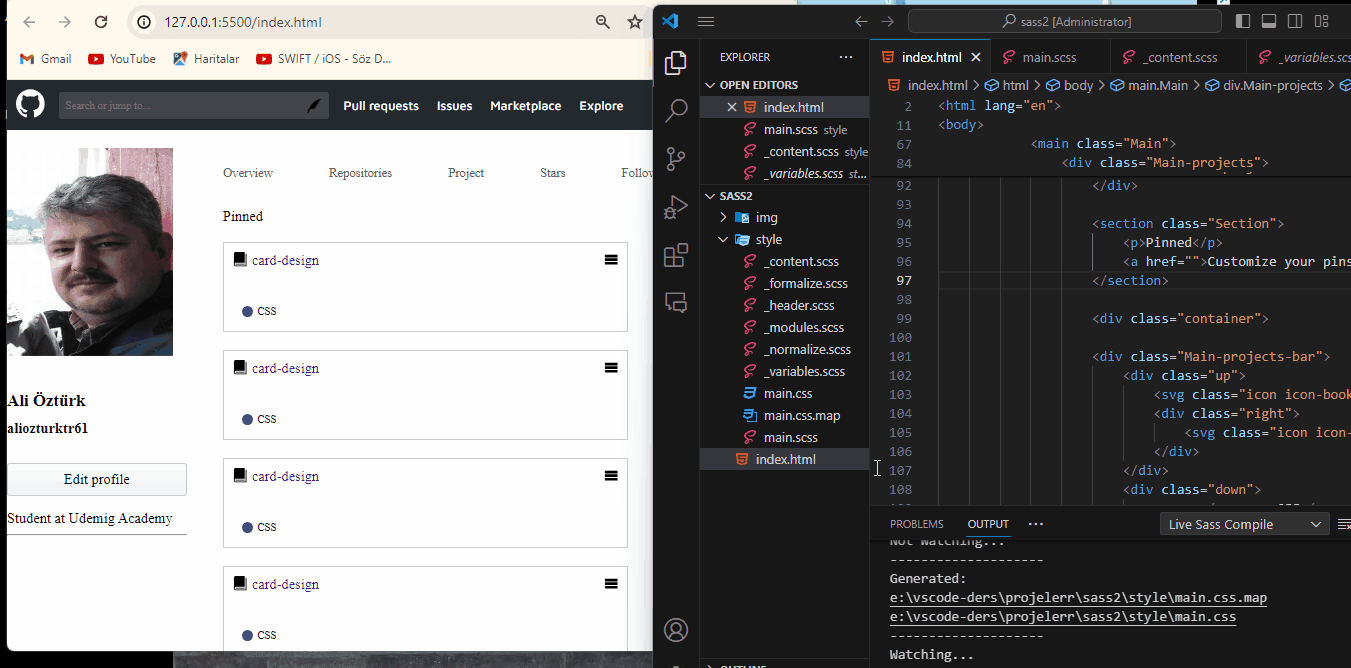 127.0.0.1:5500/index.html
Gmail
YouTube
Haritalar
SWIFT / iOS - Söz D...
Search or jump to...
Pull requests
Issues
Marketplace
Explore
Overview
Repositories
Project
Stars
Follow
Pinned
card-design
CSS
card-design
CSS
card-design
CSS
card-design
CSS
Ali Öztürk
aliozturktr61
Edit profile
Student at Udemig Academy
sass2 [Administrator]
EXPLORER
OPEN EDITORS
index.html
main.scss style
_content.scss style
_variables.scss st...
SASS2
img
style
_content.scss
_formalize.scss
_header.scss
_modules.scss
_normalize.scss
_variables.scss
main.css
main.css.map
main.scss
index.html
index.html
main.scss
_content.scss
_variables.scs
index.html > html > body > main.Main > div.Main-projects >
2 <html lang="en">
11 <body>
67 <main class="Main">
84 <div class="Main-projects">
92 </div>
93
94 <section class="Section">
95 <p>Pinned</p>
96 <a href="">Customize your pins
97 </section>
98
99 <div class="container">
100
101 <div class="Main-projects-bar">
102 <div class="up">
103 <svg class="icon icon-book
104 <div class="right">
105 <svg class="icon icon-
106 </div>
107 </div>
108 <div class="down">
PROBLEMS
OUTPUT
Live Sass Compile
Not Watching...
--------------------
Generated:
e:\vscode-ders\projelerr\sass2\style\main.css.map
e:\vscode-ders\projelerr\sass2\style\main.css
--------------------
Watching...
OUTLINE